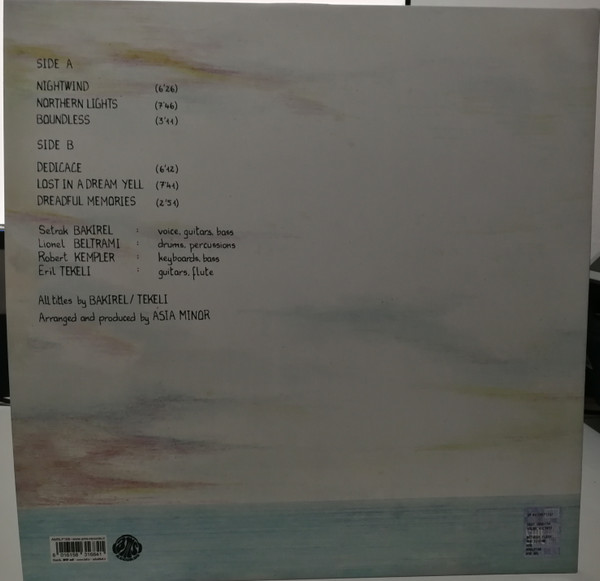 SIDE A
NIGHTWIND (6'26)
NORTHERN LIGHTS (7'46)
BOUNDLESS (3'11)
SIDE B
DEDICACE (6'12)
LOST IN A DREAM YELL (7'41)
DREADFUL MEMORIES (2'51)
Setrak BAKIREL : voice, guitars, bass
Lionel BELTRAMI : drums, percussions
Robert KEMPLER : keyboards, bass
Eril TEKELI : guitars, flute
All titles by BAKIREL/ TEKELI
Arranged and produced by ASIA MINOR